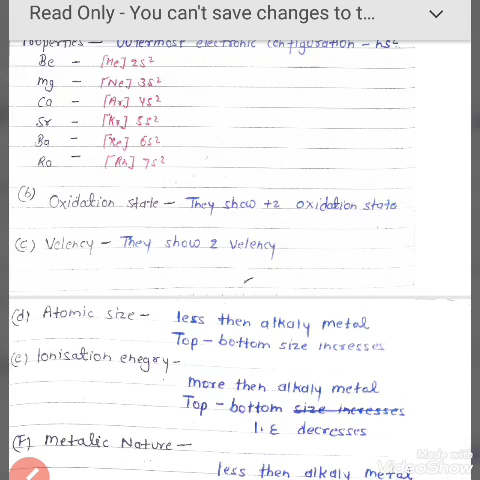 Read Only - You can't save changes to t...
Properties - Outermost electronic configuration - ns²
Be - [He] 2s²
Mg - [Ne] 3s²
Ca - [Ar] 4s²
Sr - [Kr] 5s²
Ba - [Xe] 6s²
Ra - [Rn] 7s²
(b) Oxidation state - They show +2 oxidation state
(c) Velency - They show 2 velency
(d) Atomic size - less then alkaly metal
Top - bottom size incresses
(e) Ionisation enegry -
more then alkaly metal
Top - bottom size incresses
I.E decresses
(F) Metalic Nature -
less then alkaly metal
Made with
VideoShow